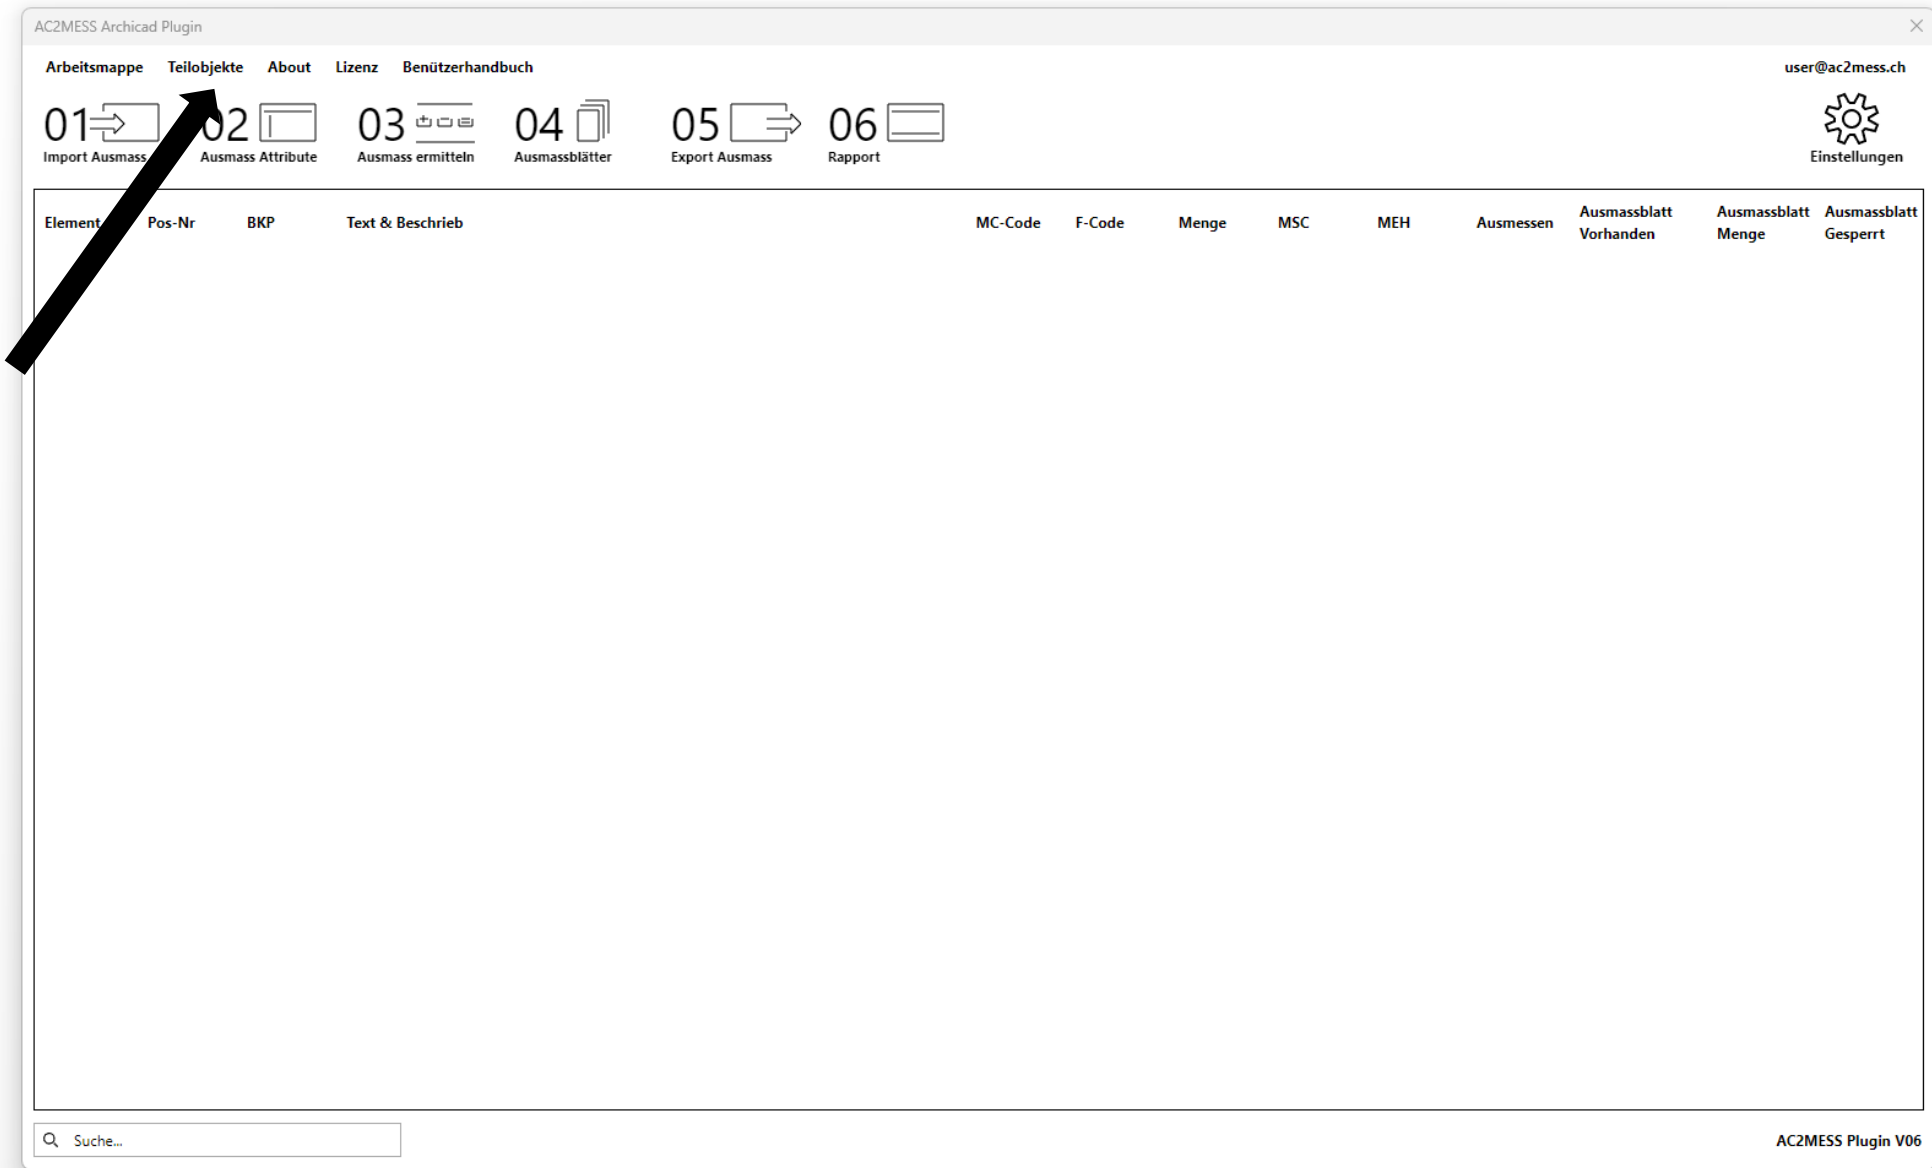 AC2MESS Archicad Plugin
Arbeitsmappe Teilobjekte About Lizenz Benützerhandbuch user@ac2mess.ch
01 02 03 04 05 06
Import Ausmass Ausmass Attribute Ausmass ermitteln Ausmassblätter Export Ausmass Rapport Einstellungen
Element Pos-Nr BKP Text & Beschrieb MC-Code F-Code Menge MSC MEH Ausmessen Ausmassblatt Vorhanden Ausmassblatt Menge Ausmassblatt Gesperrt
Suche... AC2MESS Plugin V06